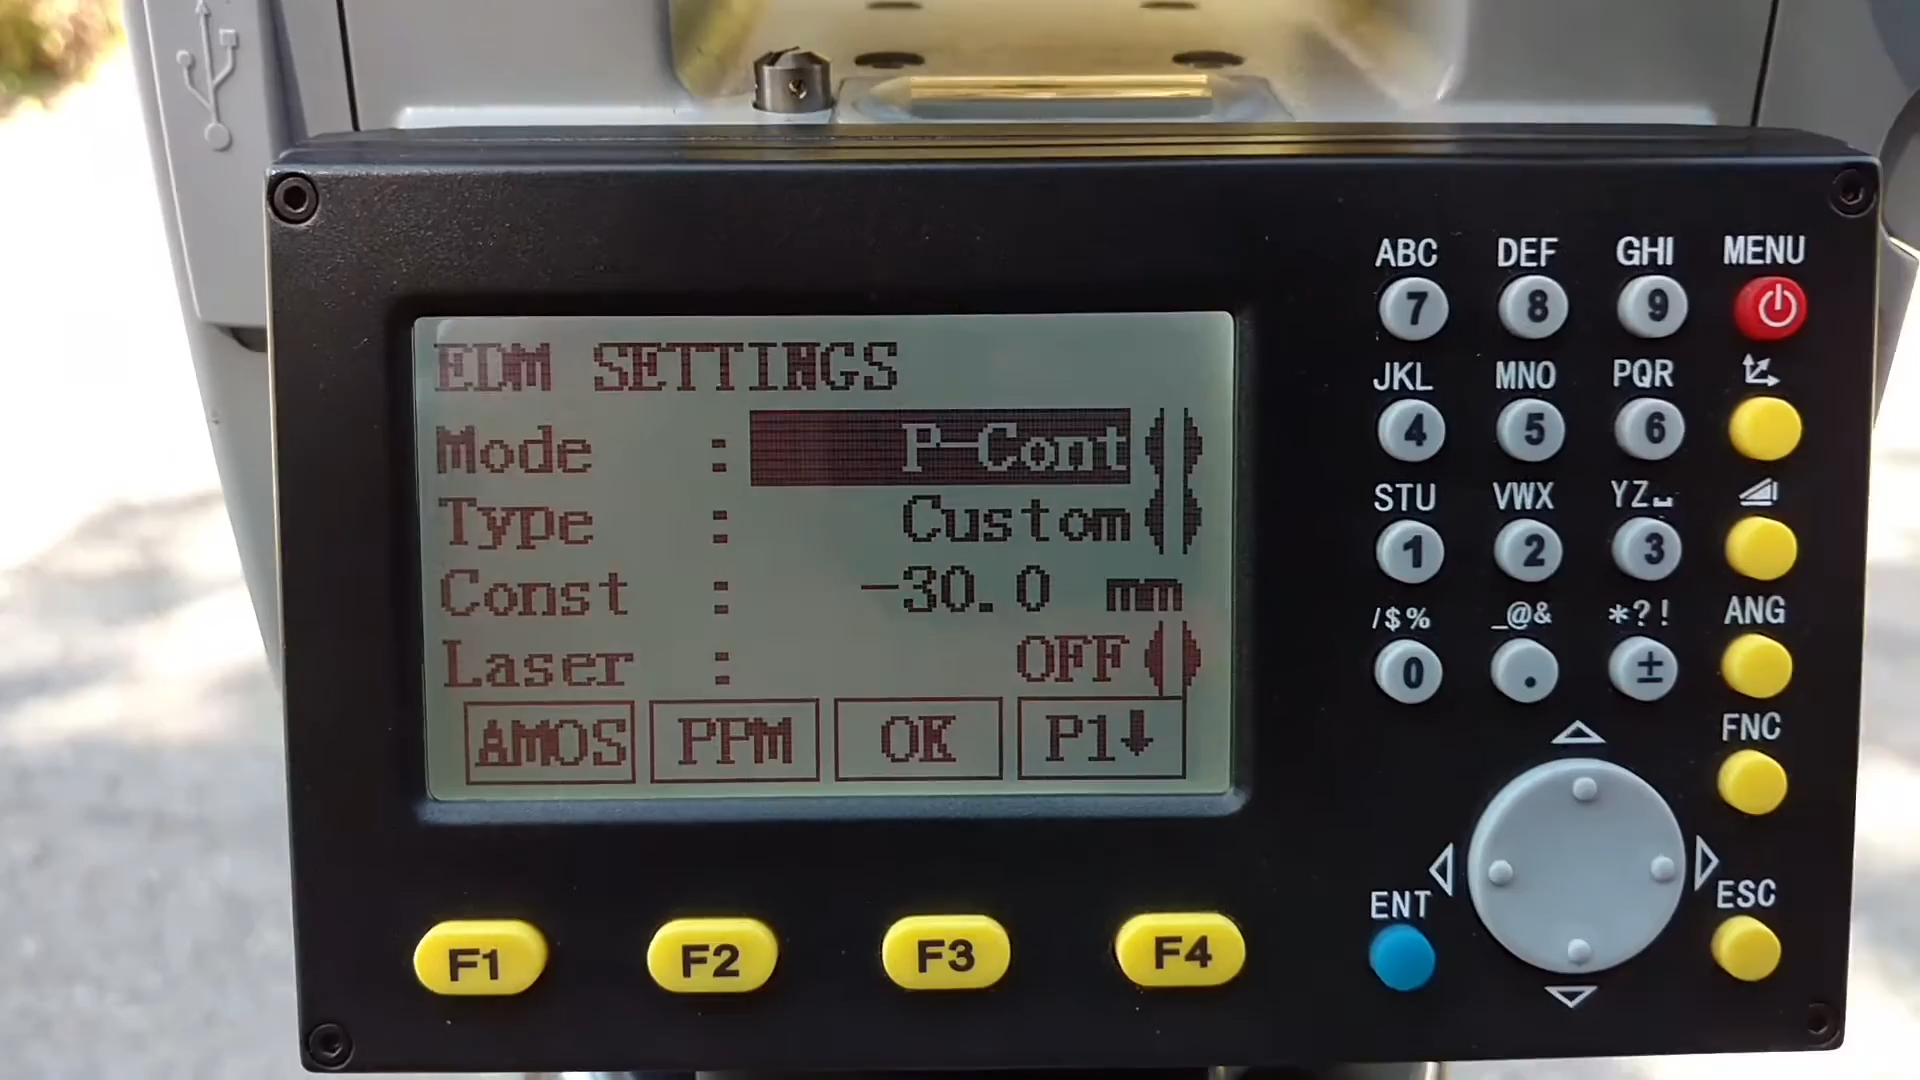 EDM SETTINGS
Mode : P-Cont
Type : Custom
Const : -30.0 mm
Laser : OFF
AMOS PPM OK P1↓
F1 F2 F3 F4
ABC DEF GHI MENU
7 8 9
JKL MNO PQR
4 5 6
STU VWX YZ␣
1 2 3
/$% _@& *?! ANG
0 . ±
FNC
ENT ESC